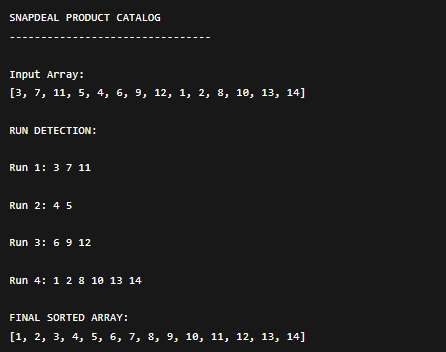 SNAPDEAL PRODUCT CATALOG
--------------------------------
Input Array:
[3, 7, 11, 5, 4, 6, 9, 12, 1, 2, 8, 10, 13, 14]
RUN DETECTION:
Run 1: 3 7 11
Run 2: 4 5
Run 3: 6 9 12
Run 4: 1 2 8 10 13 14
FINAL SORTED ARRAY:
[1, 2, 3, 4, 5, 6, 7, 8, 9, 10, 11, 12, 13, 14]